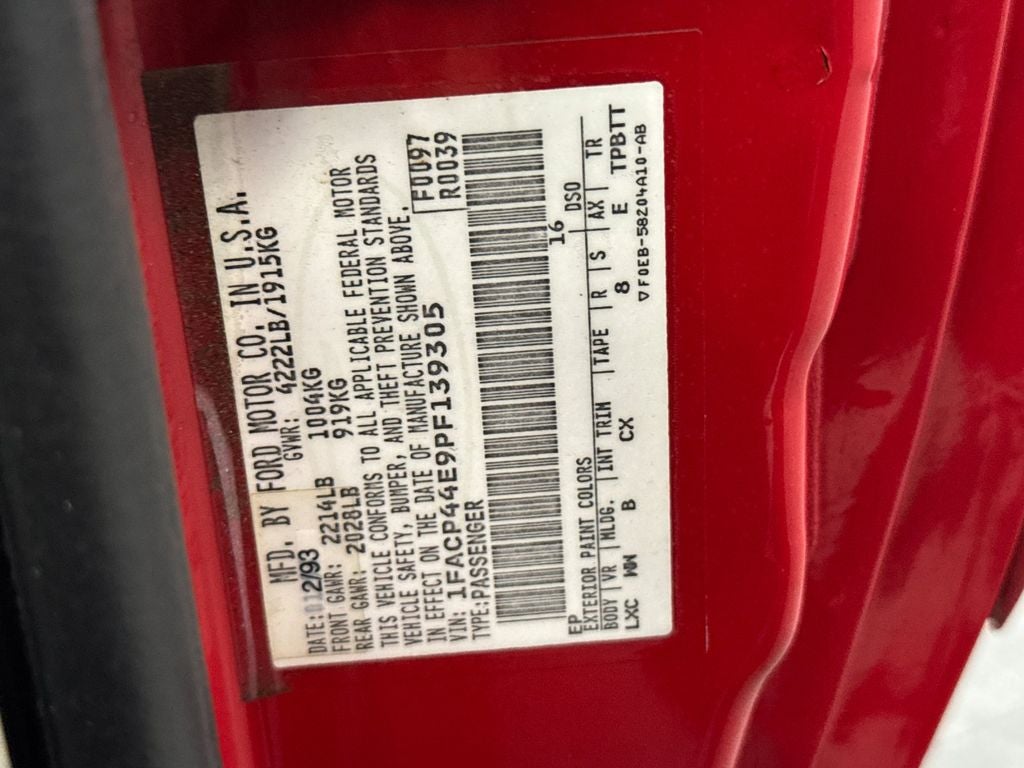 MFD. BY FORD MOTOR CO. IN U.S.A.
DATE: 12/93 GVWR: 4222LB/1915KG
FRONT GAWR: 2214LB 1004KG
REAR GAWR: 2028LB 919KG
THIS VEHICLE CONFORMS TO ALL APPLICABLE FEDERAL MOTOR
VEHICLE SAFETY, BUMPER, AND THEFT PREVENTION STANDARDS
IN EFFECT ON THE DATE OF MANUFACTURE SHOWN ABOVE.
VIN: 1FACP44E9PF139305 F0097
TYPE: PASSENGER R0039
16
EP DSO
EXTERIOR PAINT COLORS
BODY VR MLDG. INT TRIM TAPE R S AX TR
LXC WW B CX 8 E TPBTT
▽ F0EB-58204A10-AB